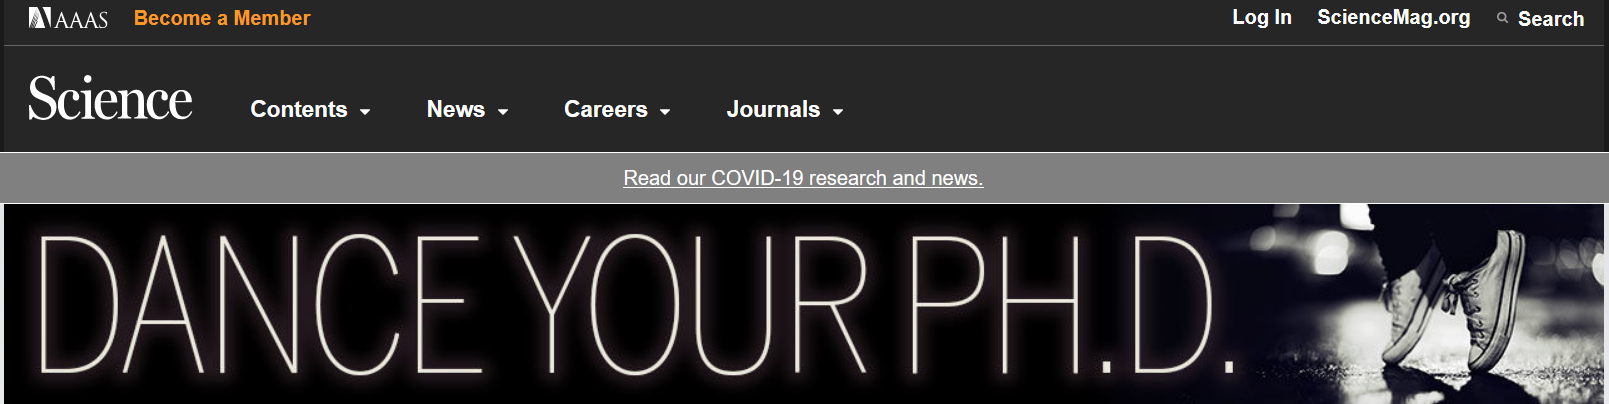 AAAS Become a Member Log In ScienceMag.org Search
Science Contents News Careers Journals
Read our COVID-19 research and news.
DANCE YOUR PH.D.